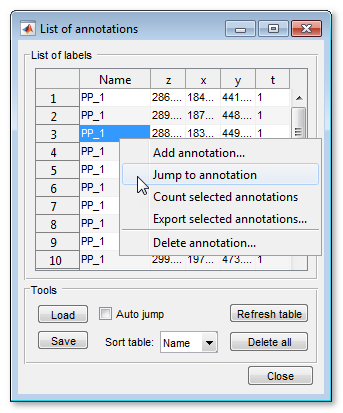 List of annotations
List of labels
Name z x y t
1 PP_1 286.... 184... 441.... 1
2 PP_1 289.... 187... 448.... 1
3 PP_1 288.... 183... 449.... 1
4 PP_1
5 PP_1
6 PP_1
7 PP_1
8 PP_1
9 PP_1
10 PP_1 299.... 197... 473.... 1
Add annotation...
Jump to annotation
Count selected annotations
Export selected annotations...
Delete annotation...
Tools
Load Auto jump Refresh table
Save Sort table: Name Delete all
Close